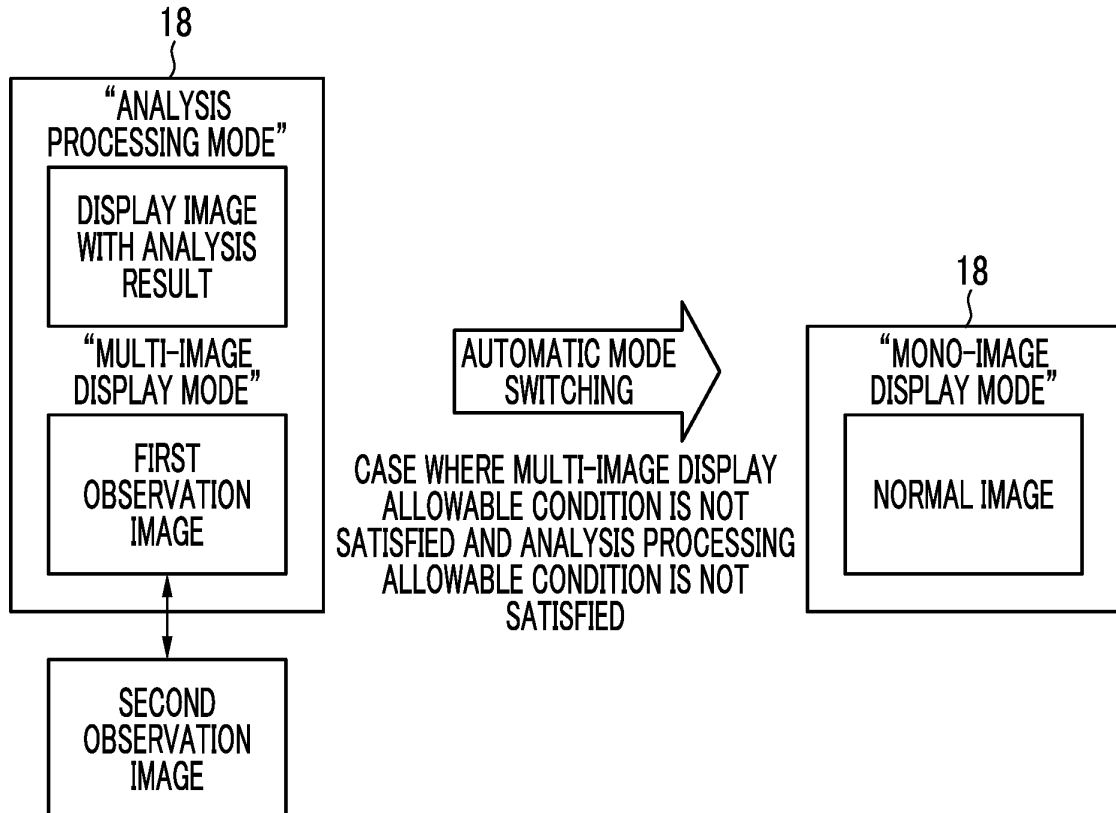 18
“ANALYSIS
PROCESSING MODE”
DISPLAY IMAGE
WITH ANALYSIS
RESULT
“MULTI-IMAGE
DISPLAY MODE”
FIRST
OBSERVATION
IMAGE
SECOND
OBSERVATION
IMAGE
AUTOMATIC MODE
SWITCHING
CASE WHERE MULTI-IMAGE DISPLAY
ALLOWABLE CONDITION IS NOT
SATISFIED AND ANALYSIS PROCESSING
ALLOWABLE CONDITION IS NOT
SATISFIED
18
“MONO-IMAGE
DISPLAY MODE”
NORMAL IMAGE